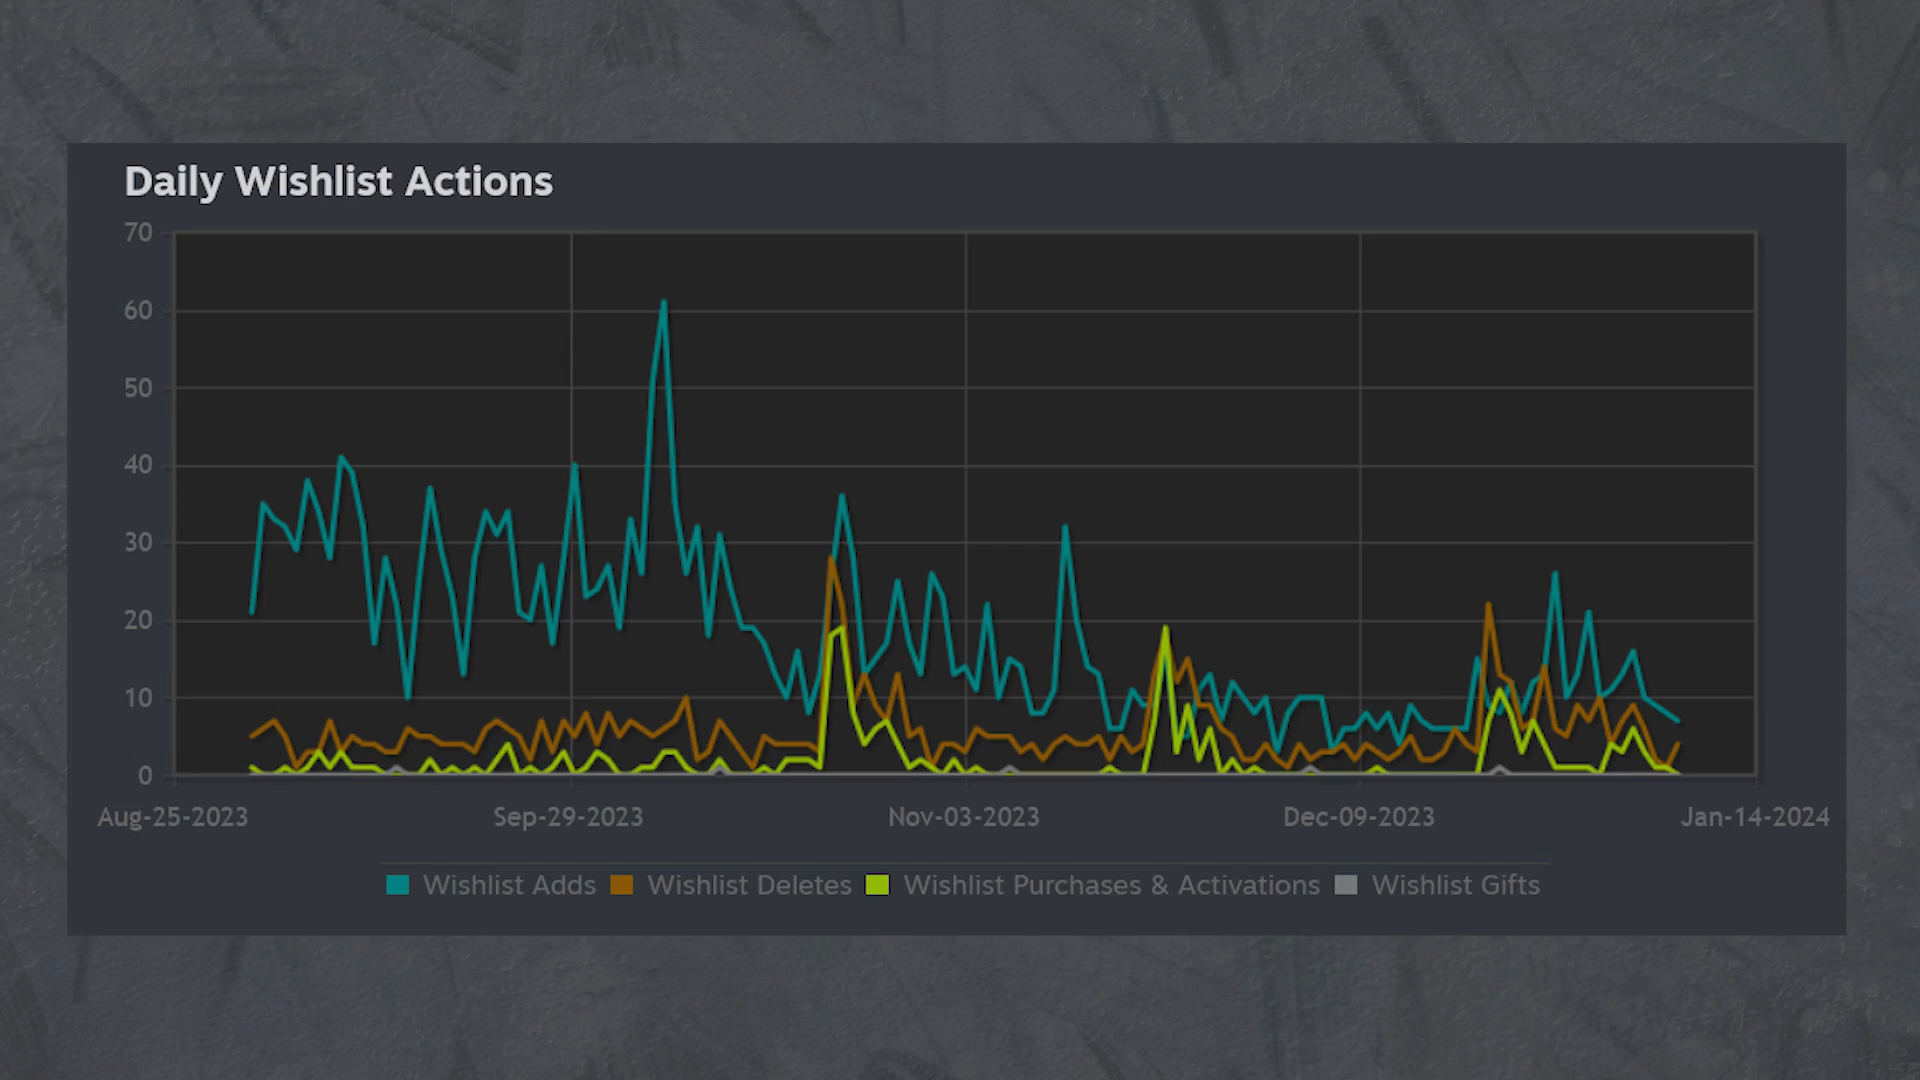 Daily Wishlist Actions
70
60
50
40
30
20
10
0
Aug-25-2023 Sep-29-2023 Nov-03-2023 Dec-09-2023 Jan-14-2024
Wishlist Adds Wishlist Deletes Wishlist Purchases & Activations Wishlist Gifts